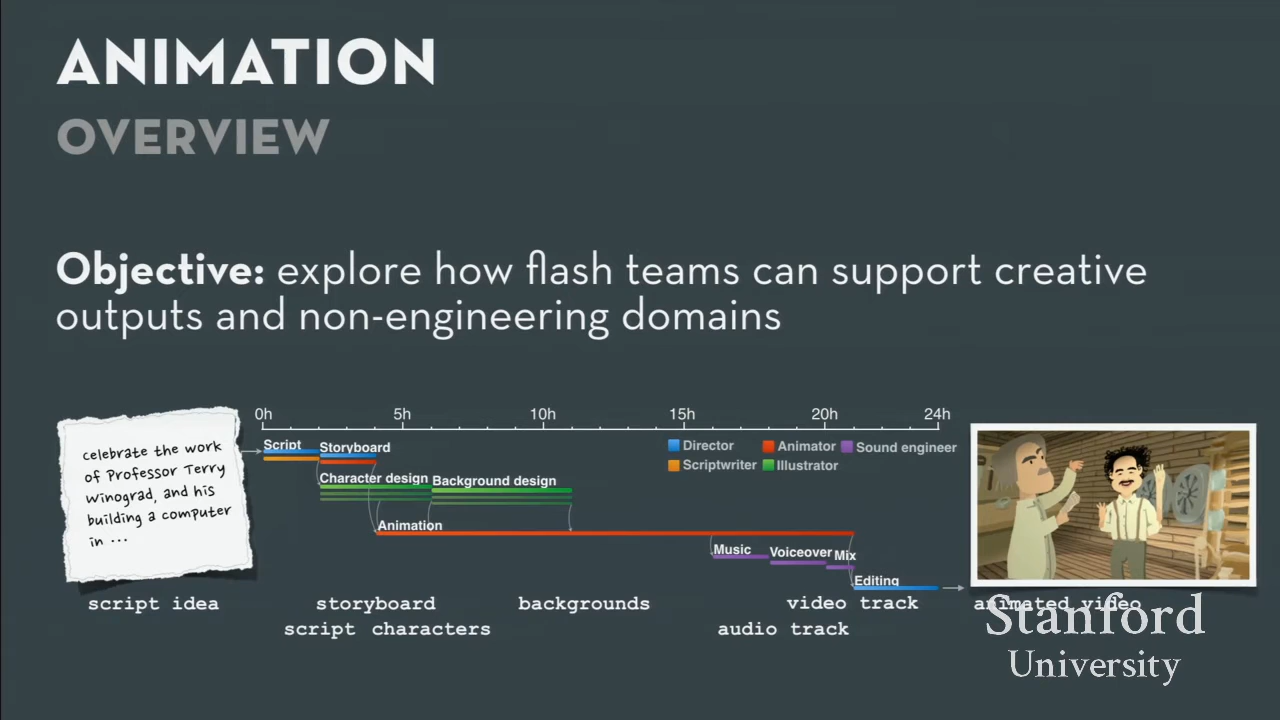 ANIMATION
OVERVIEW
Objective: explore how flash teams can support creative
outputs and non-engineering domains
0h 5h 10h 15h 20h 24h
celebrate the work
of Professor Terry
Winograd, and his
building a computer
in ...
Script
Storyboard
Character design
Background design
Animation
Music
Voiceover
Mix
Editing
Director
Animator
Sound engineer
Scriptwriter
Illustrator
script idea
storyboard
script characters
backgrounds
video track
audio track
animated video
Stanford
University